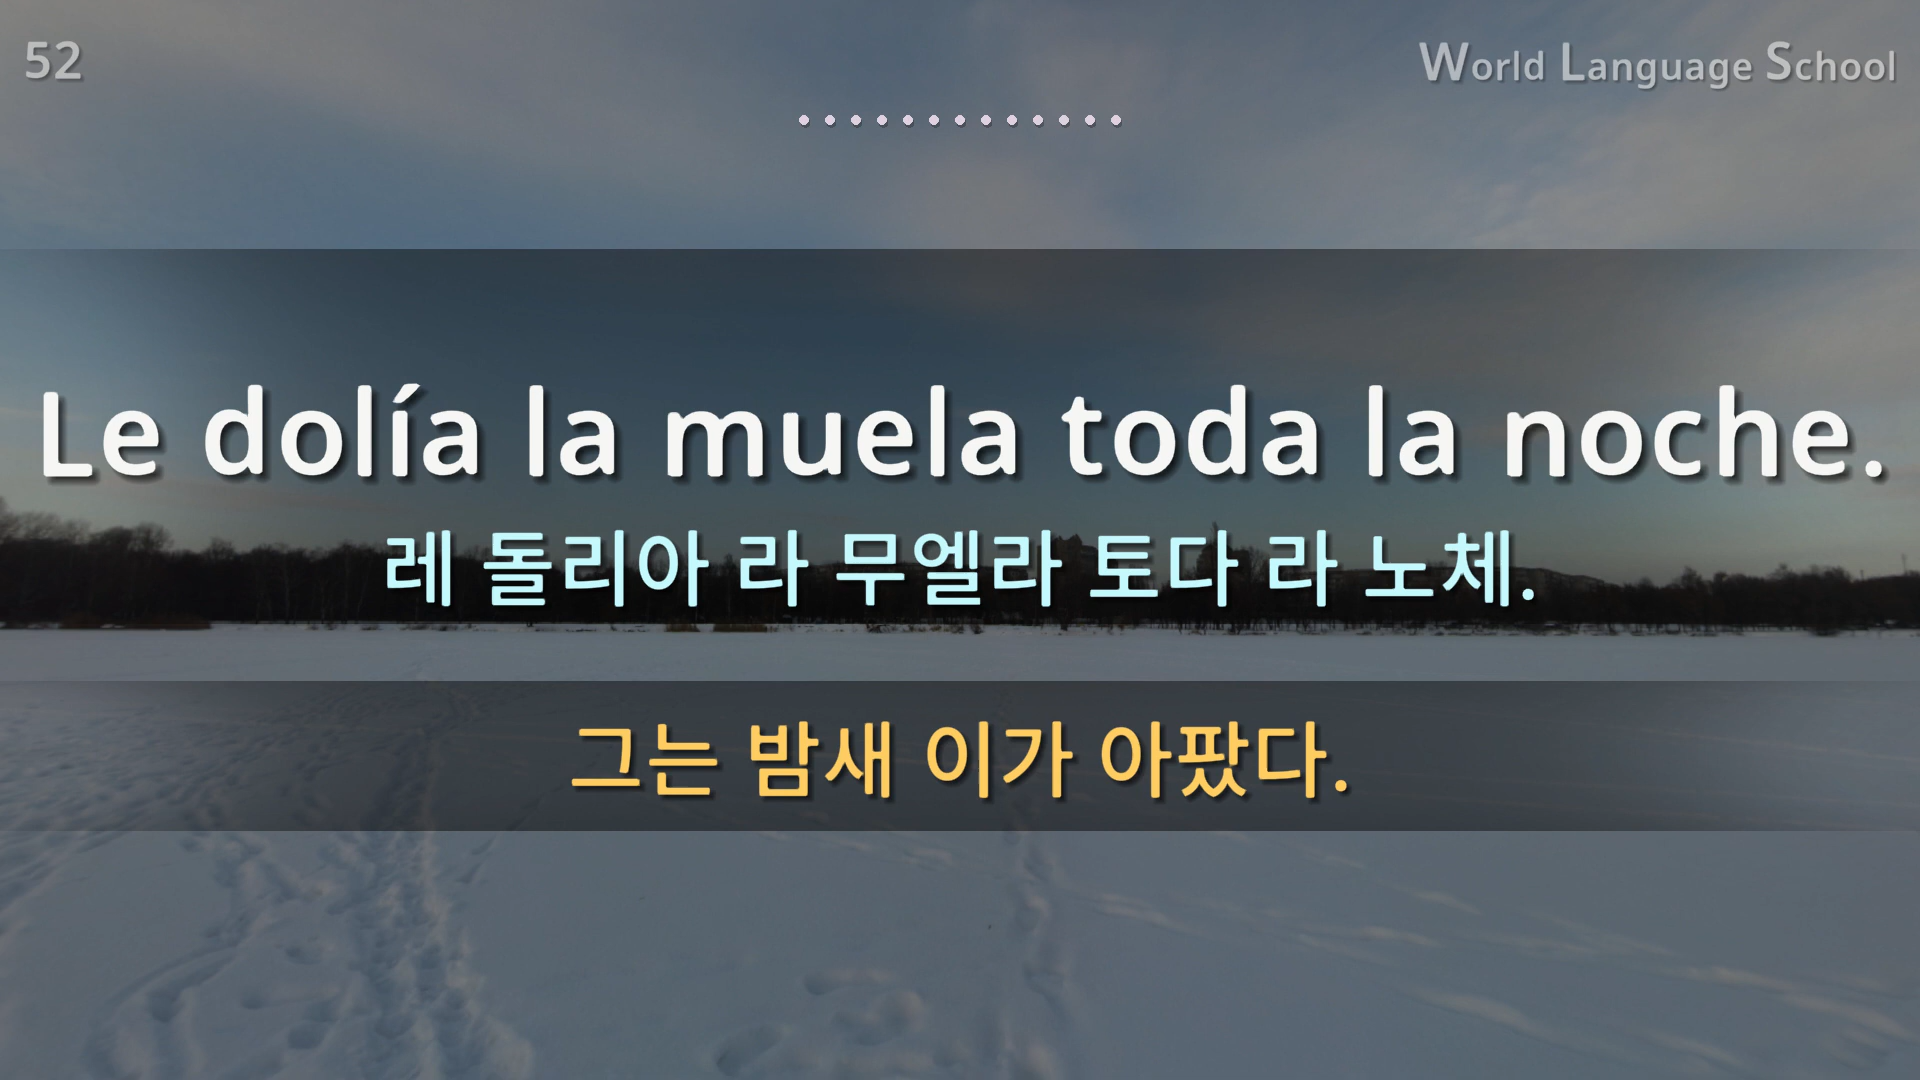 52
World Language School
Le dolía la muela toda la noche.
레 돌리아 라 무엘라 토다 라 노체.
그는 밤새 이가 아팠다.